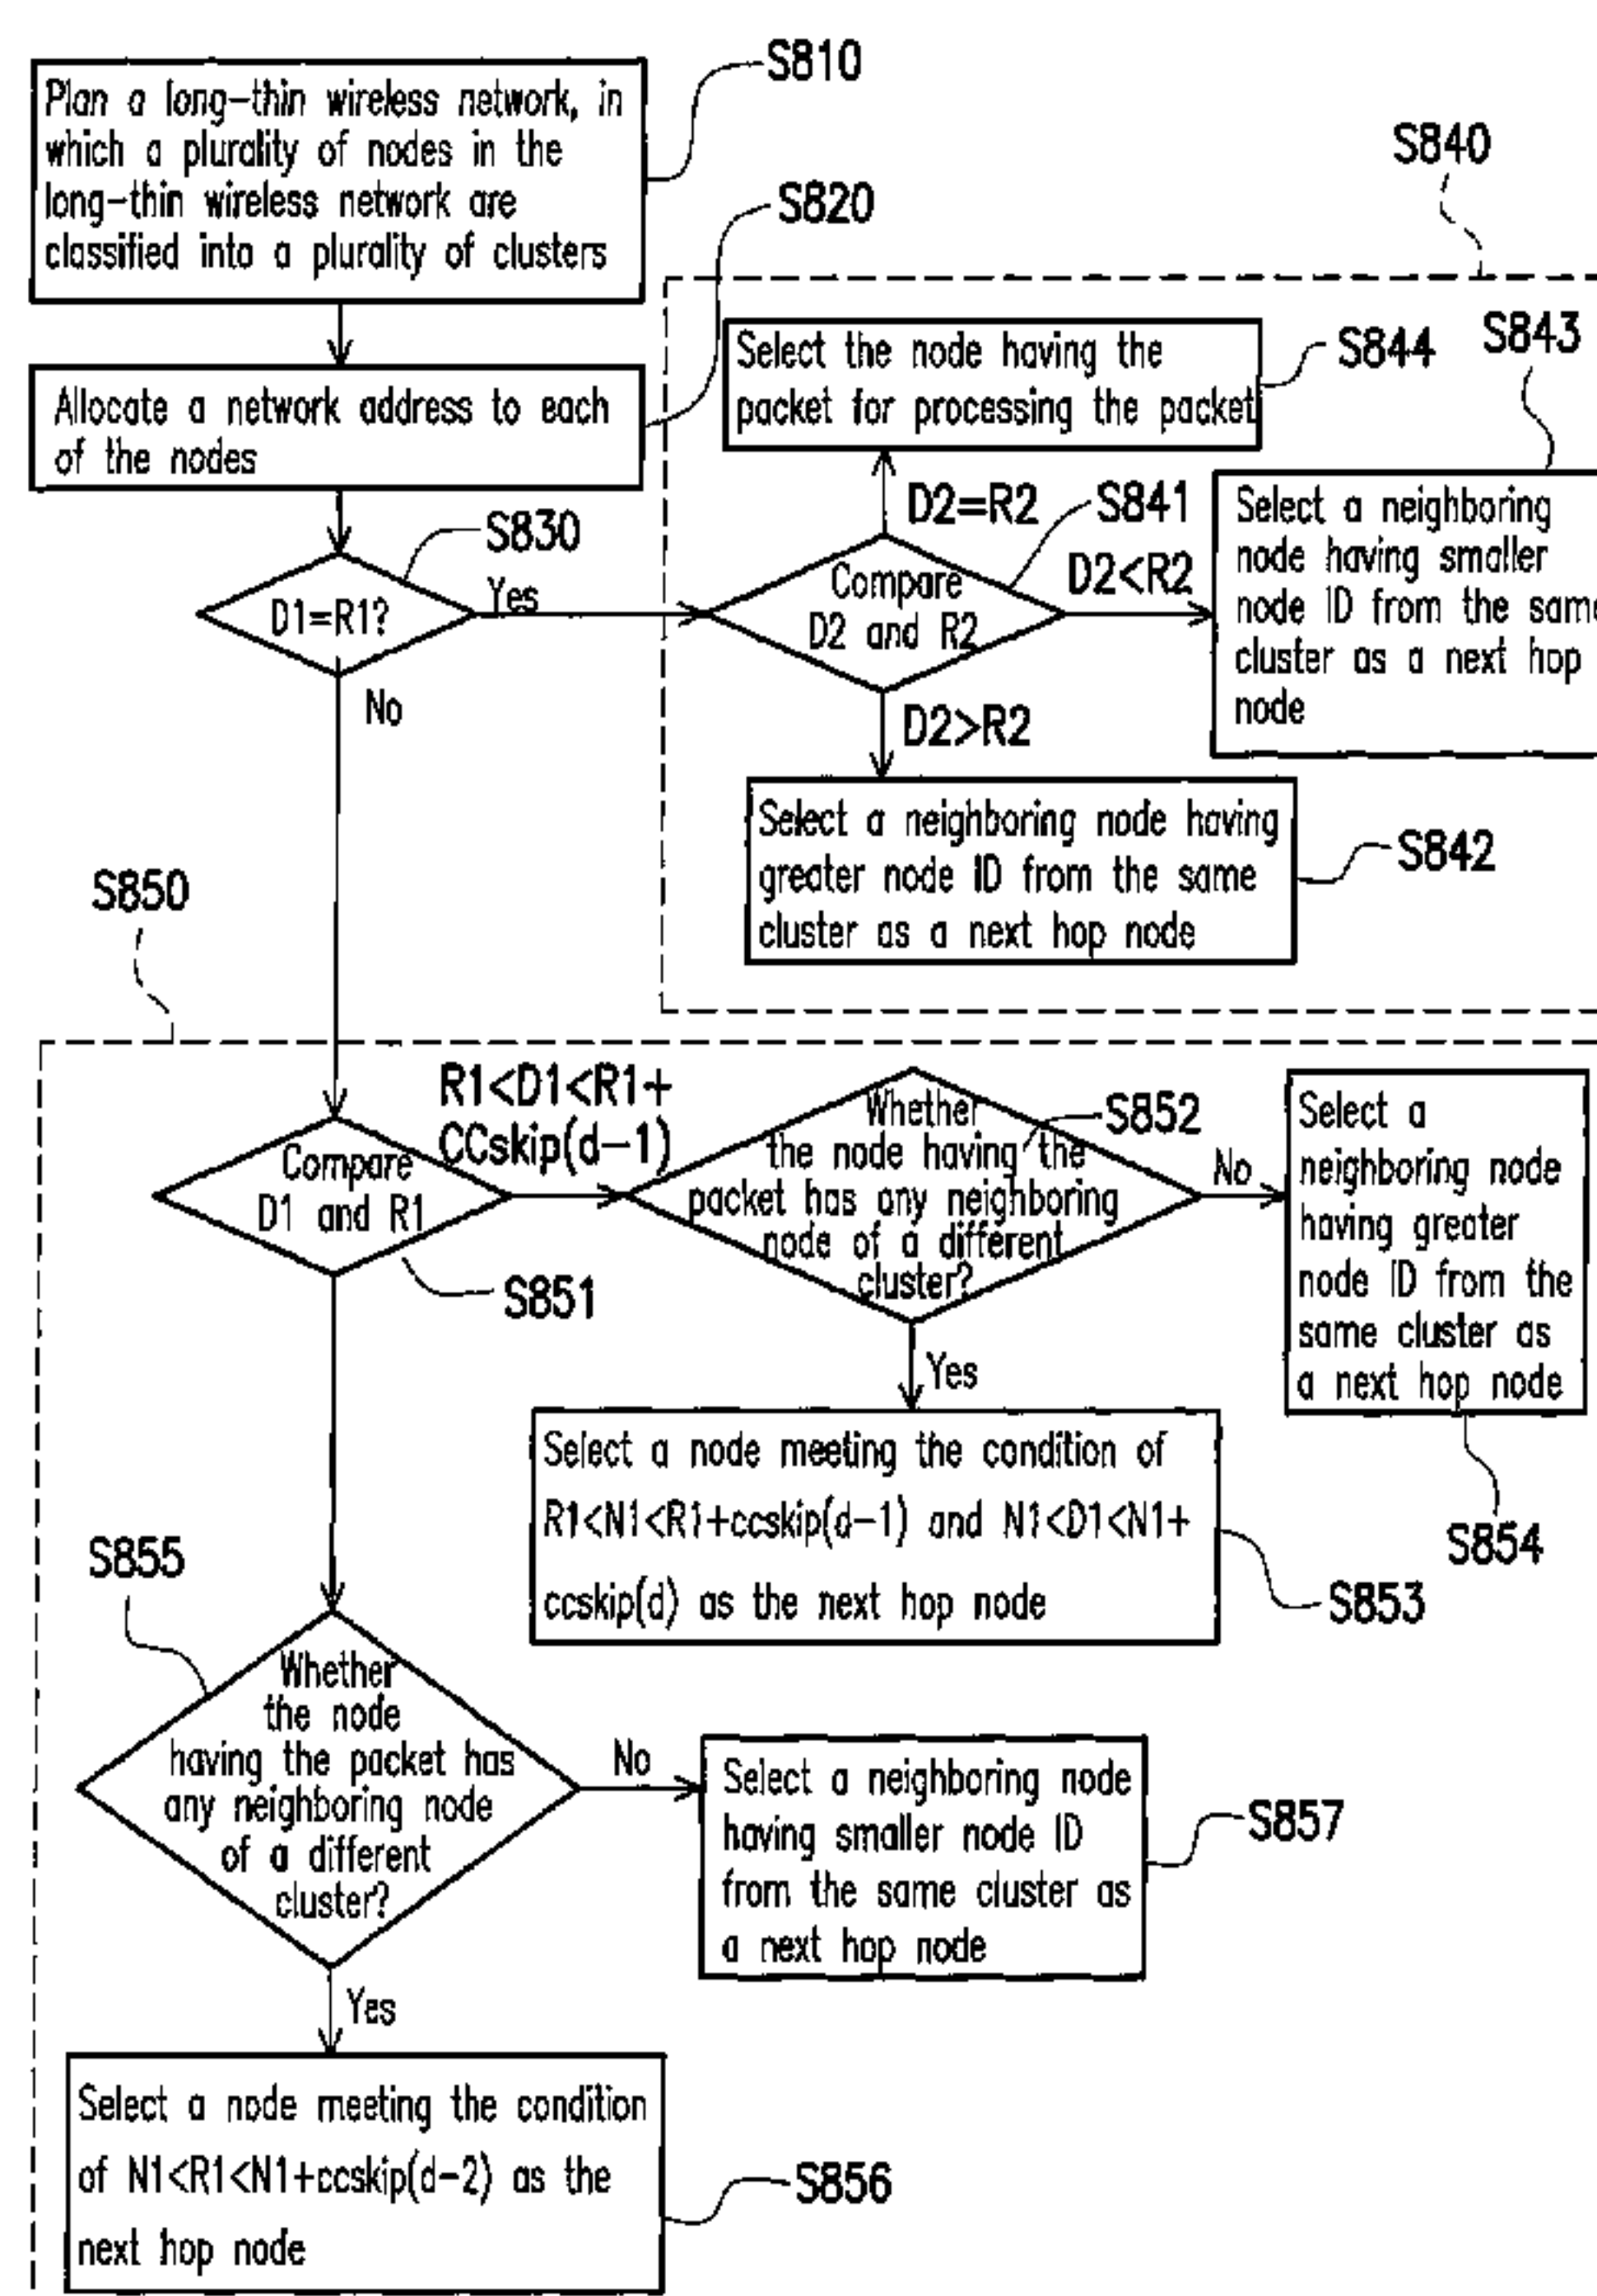 S810
Plan a long-thin wireless network, in
which a plurality of nodes in the
long-thin wireless network are
classified into a plurality of clusters
S820
Allocate a network address to each
of the nodes
S830
D1=R1?
Yes
No
S840
Select the node having the
packet for processing the packet
S844
S843
D2=R2
S841
Compare
D2 and R2
D2<R2
Select a neighboring
node having smaller
node ID from the same
cluster as a next hop
node
D2>R2
Select a neighboring node having
greater node ID from the same
cluster as a next hop node
S842
S850
R1<D1<R1+
CCskip(d-1)
Compare
D1 and R1
S851
Whether
the node having the
packet has any neighboring
node of a different
cluster?
S852
No
Select a
neighboring node
having greater
node ID from the
same cluster as
a next hop node
S854
Yes
Select a node meeting the condition of
R1<N1<R1+ccskip(d-1) and N1<D1<N1+
ccskip(d) as the next hop node
S853
S855
Whether
the node
having the packet has
any neighboring node
of a different
cluster?
No
Select a neighboring node
having smaller node ID
from the same cluster as
a next hop node
S857
Yes
Select a node meeting the condition
of N1<R1<N1+ccskip(d-2) as the
next hop node
S856